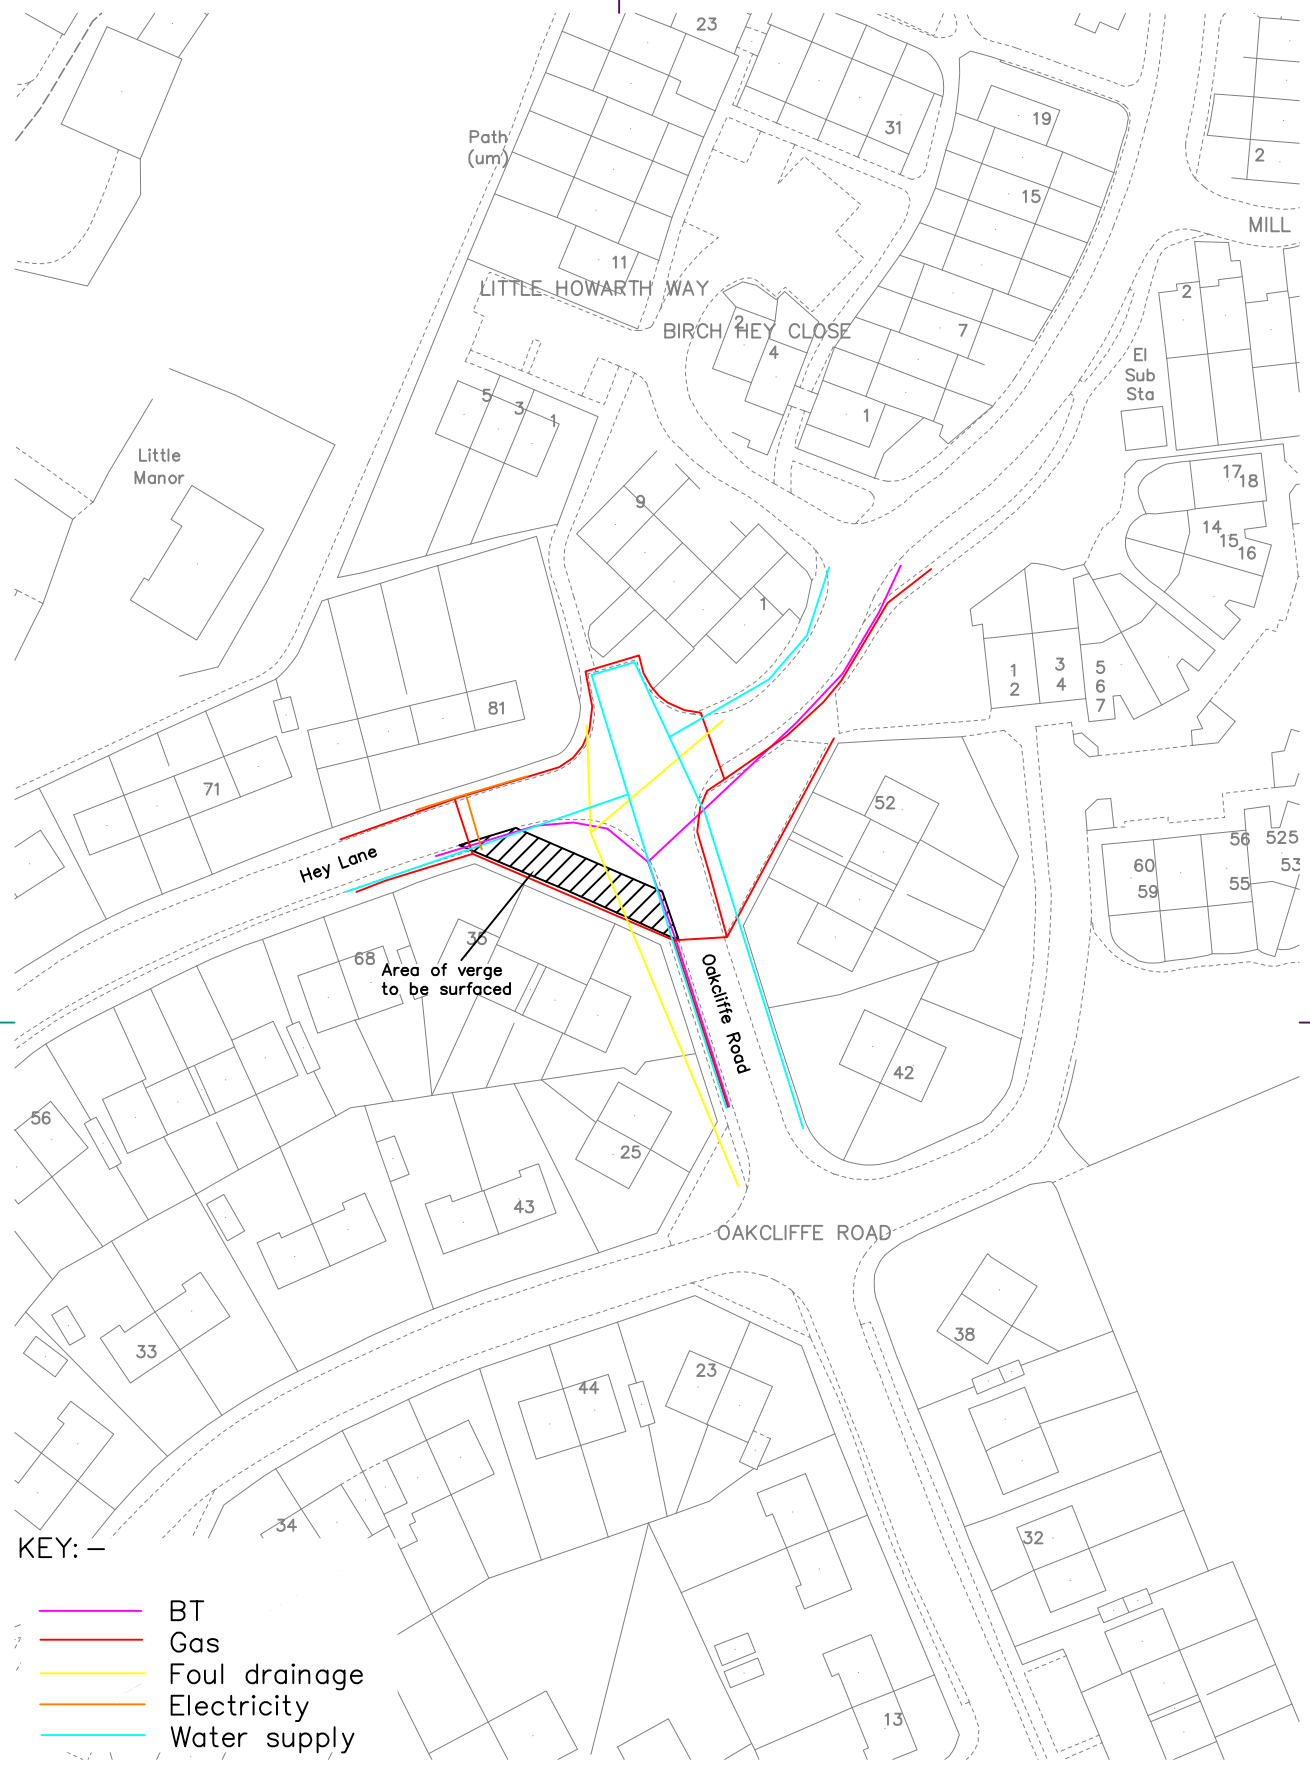 23
31
19
2
Path
(um)
15
MILL
11
LITTLE HOWARTH WAY
2
2
BIRCH HEY CLOSE
7
4
El
Sub
Sta
5
3
1
1
Little
Manor
17
18
9
14
15
16
1
1
2
3
4
5
6
7
81
71
52
56
525
60
59
55
53
Hey Lane
35
68
Area of verge
to be surfaced
Oakcliffe Road
42
56
25
43
OAKCLIFFE ROAD
33
38
23
44
34
32
13
KEY: –
BT
Gas
Foul drainage
Electricity
Water supply